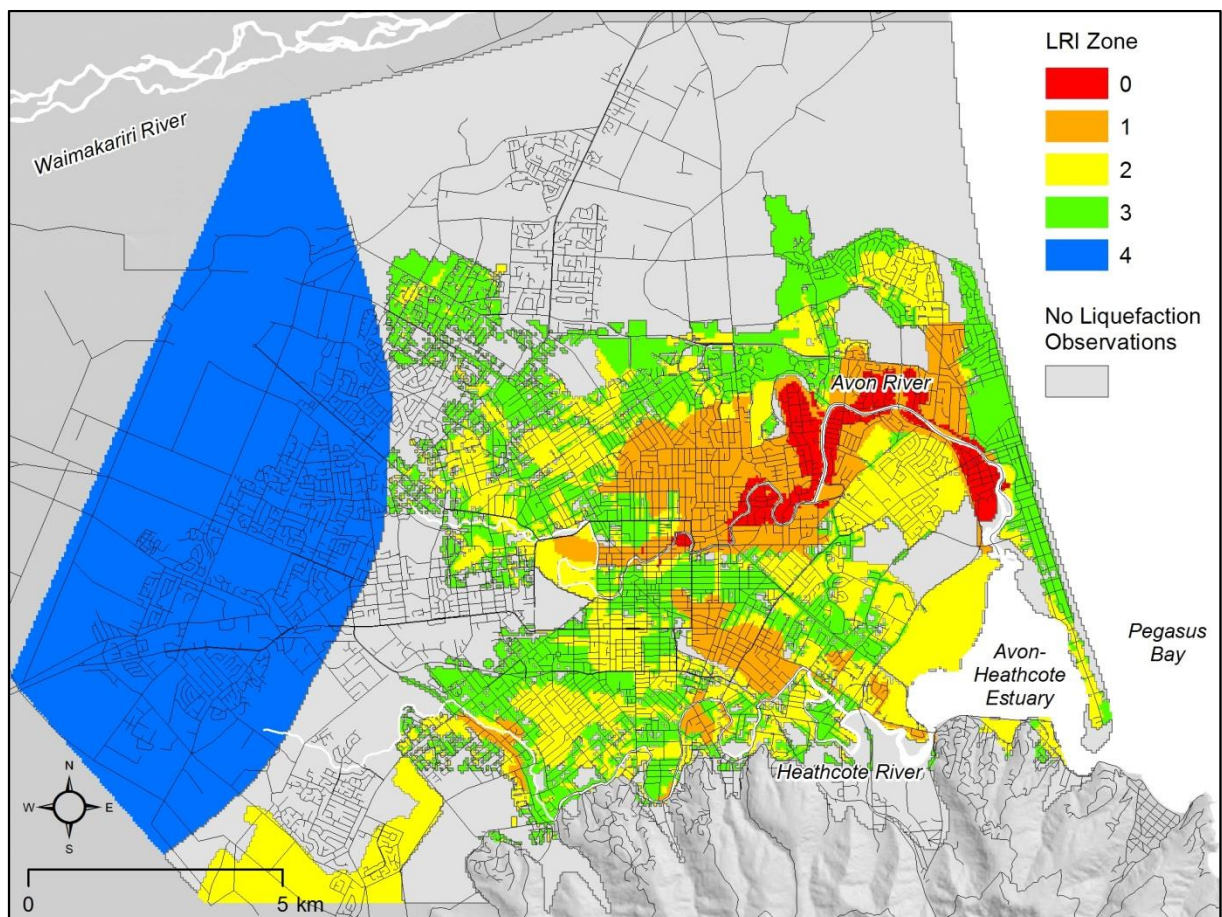 LRI Zone
0
1
2
3
4
No Liquefaction
Observations
Waimakariri River
Avon River
Pegasus
Bay
Avon-
Heathcote
Estuary
Heathcote River
N
W
E
S
0
5 km